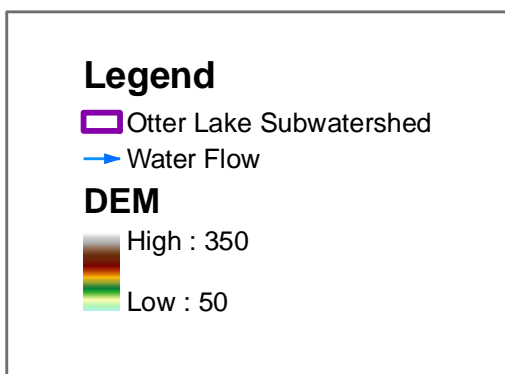 Legend
Otter Lake Subwatershed
Water Flow
DEM
High : 350
Low : 50